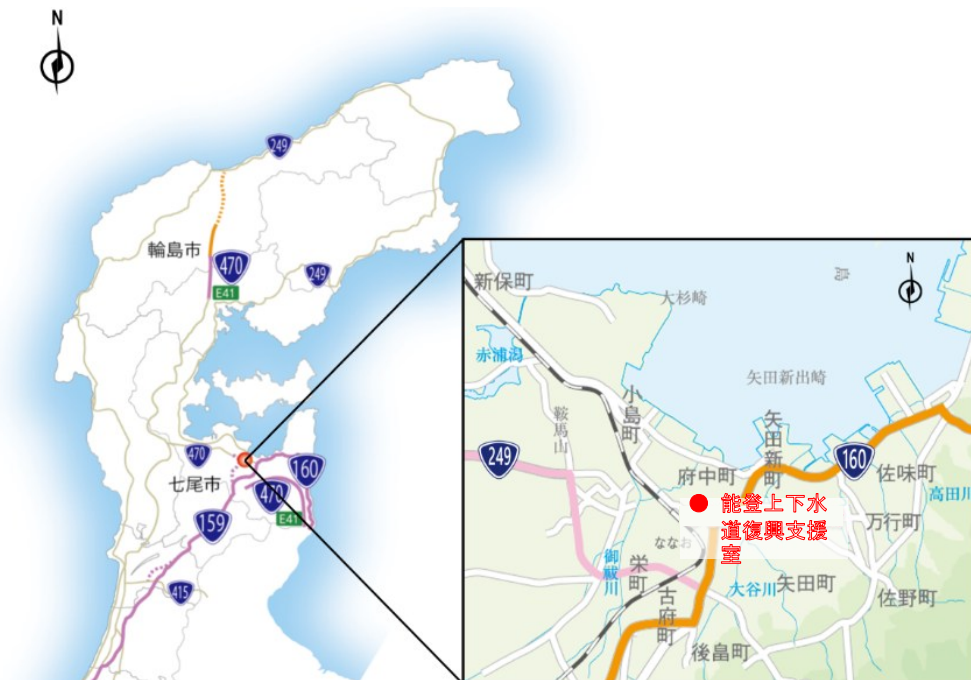 N
249
輪島市
470
E41
249
470
七尾市
160
470
E41
159
415
N
新保町
大杉崎
赤浦潟
矢田新出崎
小島町
鞍馬山
矢田新町
249
府中町
160
佐味町
能登上下水
道復興支援
室
高田川
万行町
ななお
御祓川
栄町
大谷川
矢田町
佐野町
古府町
後畠町